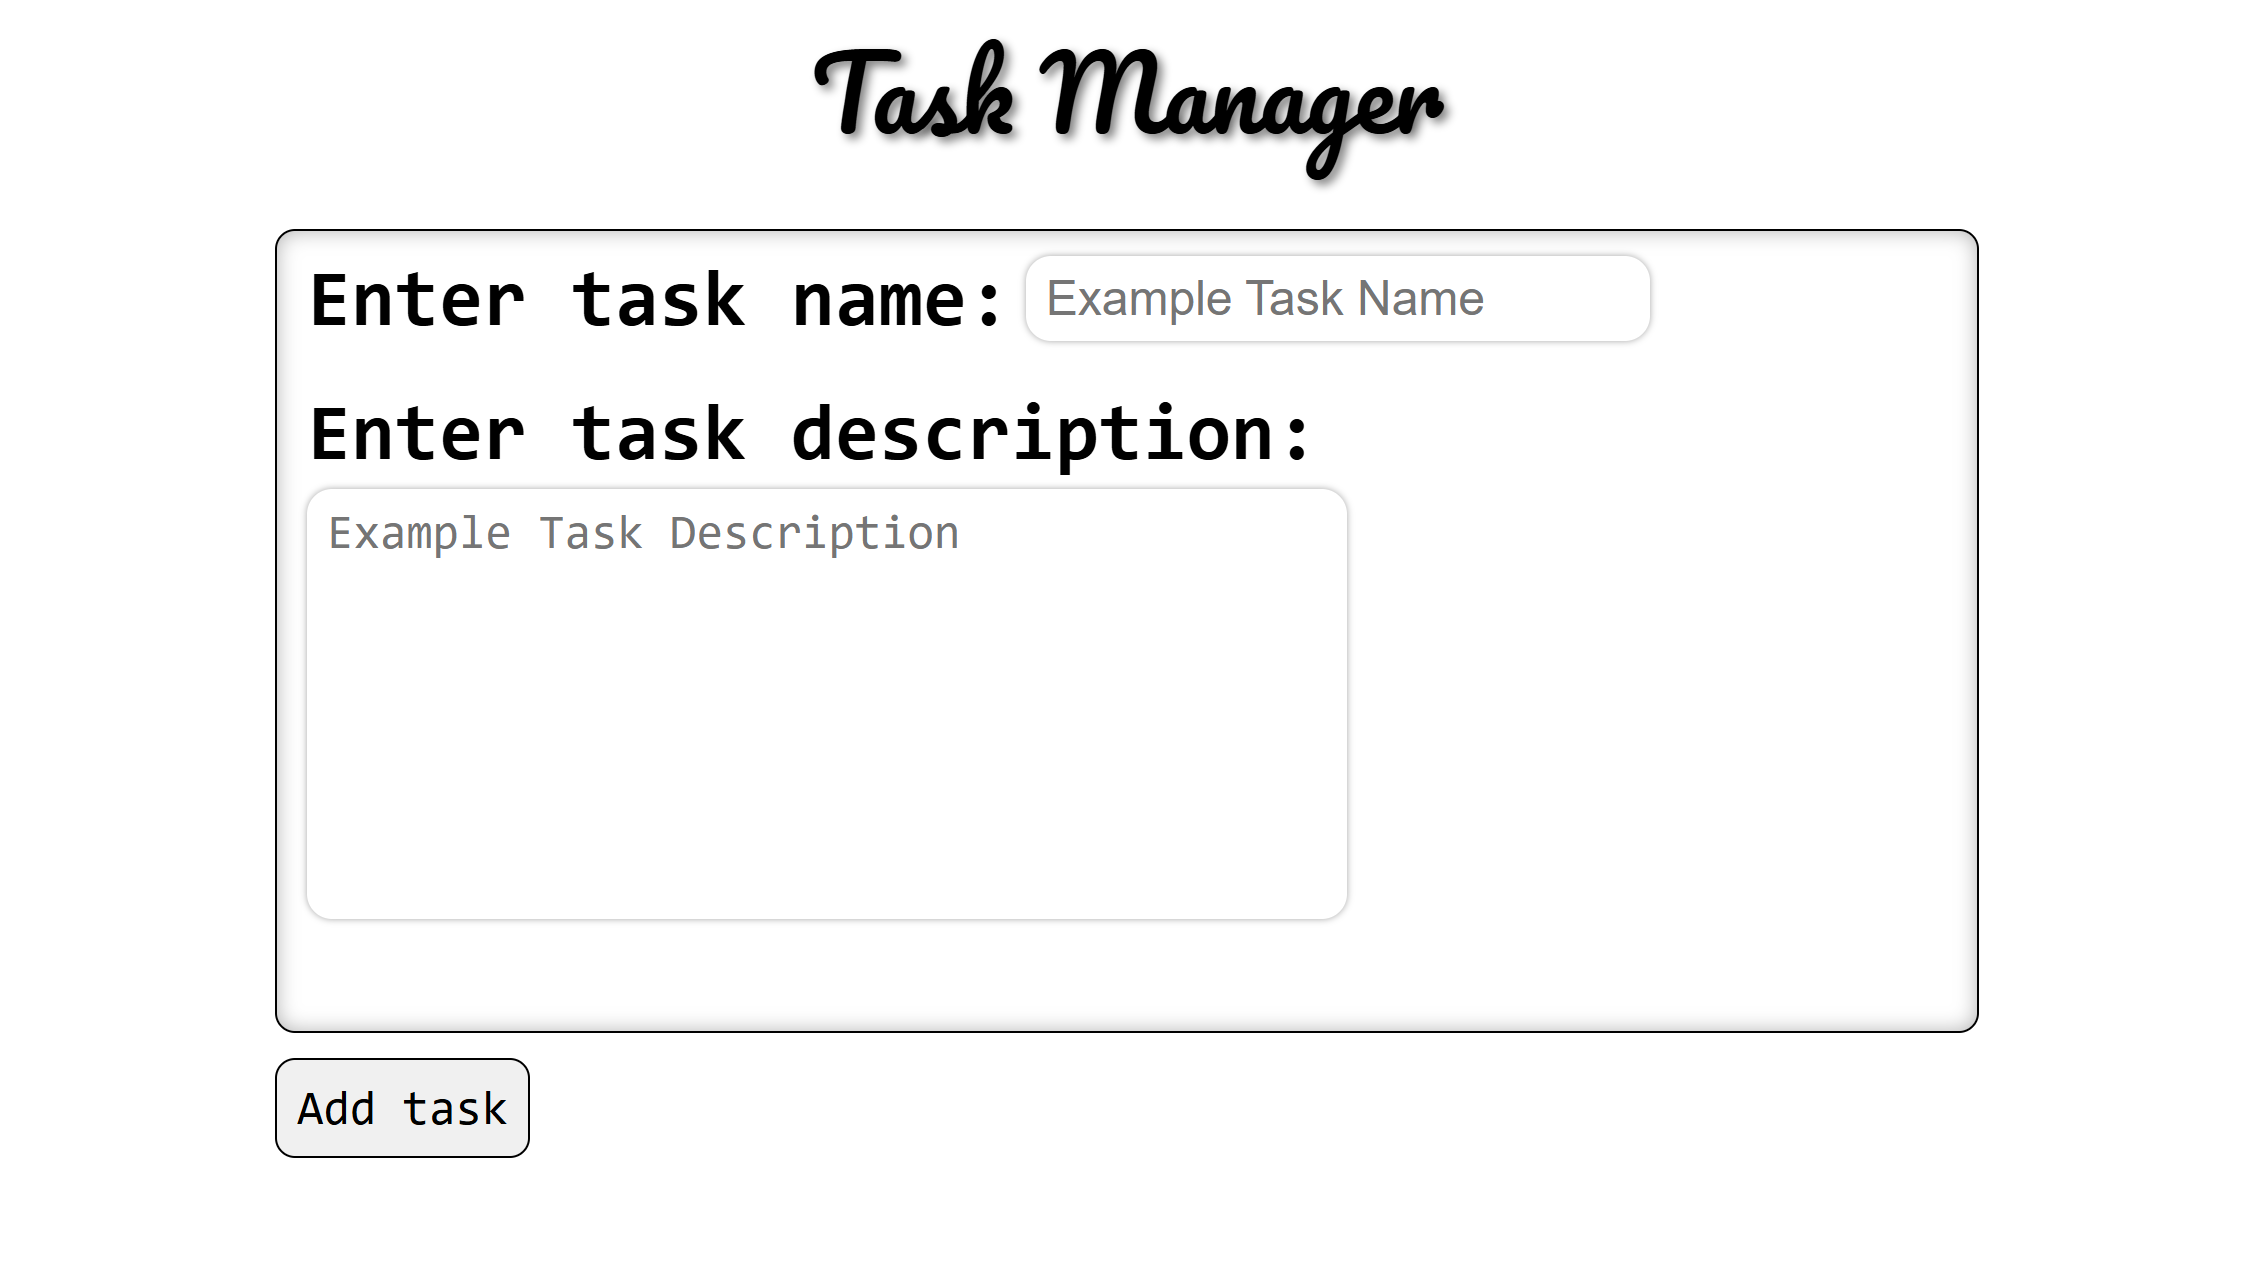 Task Manager
Enter task name: Example Task Name
Enter task description:
Example Task Description
Add task